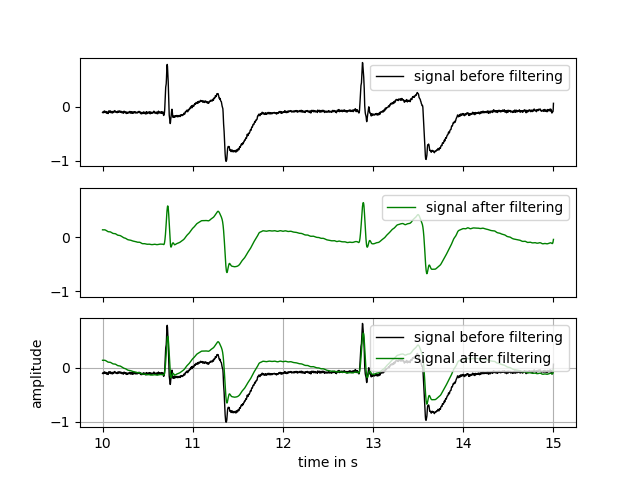 signal before filtering
0
−1
signal after filtering
0
−1
signal before filtering
signal after filtering
0
−1
amplitude
10 11 12 13 14 15
time in s